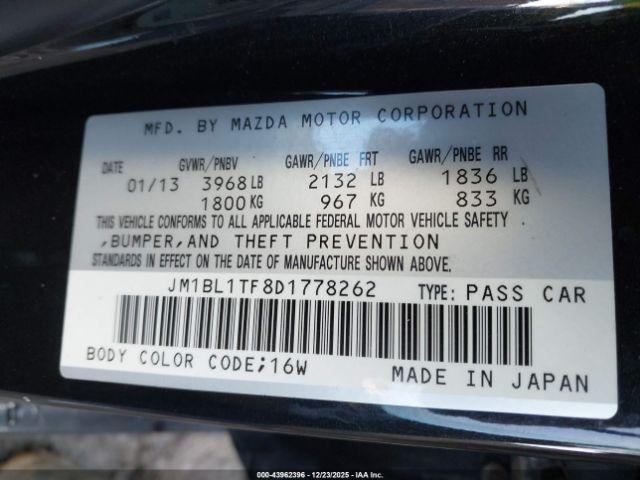 MFD. BY MAZDA MOTOR CORPORATION
DATE GVWR/PNBV GAWR/PNBE FRT GAWR/PNBE RR
01/13 3968 LB 2132 LB 1836 LB
1800 KG 967 KG 833 KG
THIS VEHICLE CONFORMS TO ALL APPLICABLE FEDERAL MOTOR VEHICLE SAFETY
,BUMPER,AND THEFT PREVENTION
STANDARDS IN EFFECT ON THE DATE OF MANUFACTURE SHOWN ABOVE.
JM1BL1TF8D1778262 TYPE: PASS CAR
BODY COLOR CODE;16W
MADE IN JAPAN
000-43962396 - 12/23/2025 - IAAI, Inc.